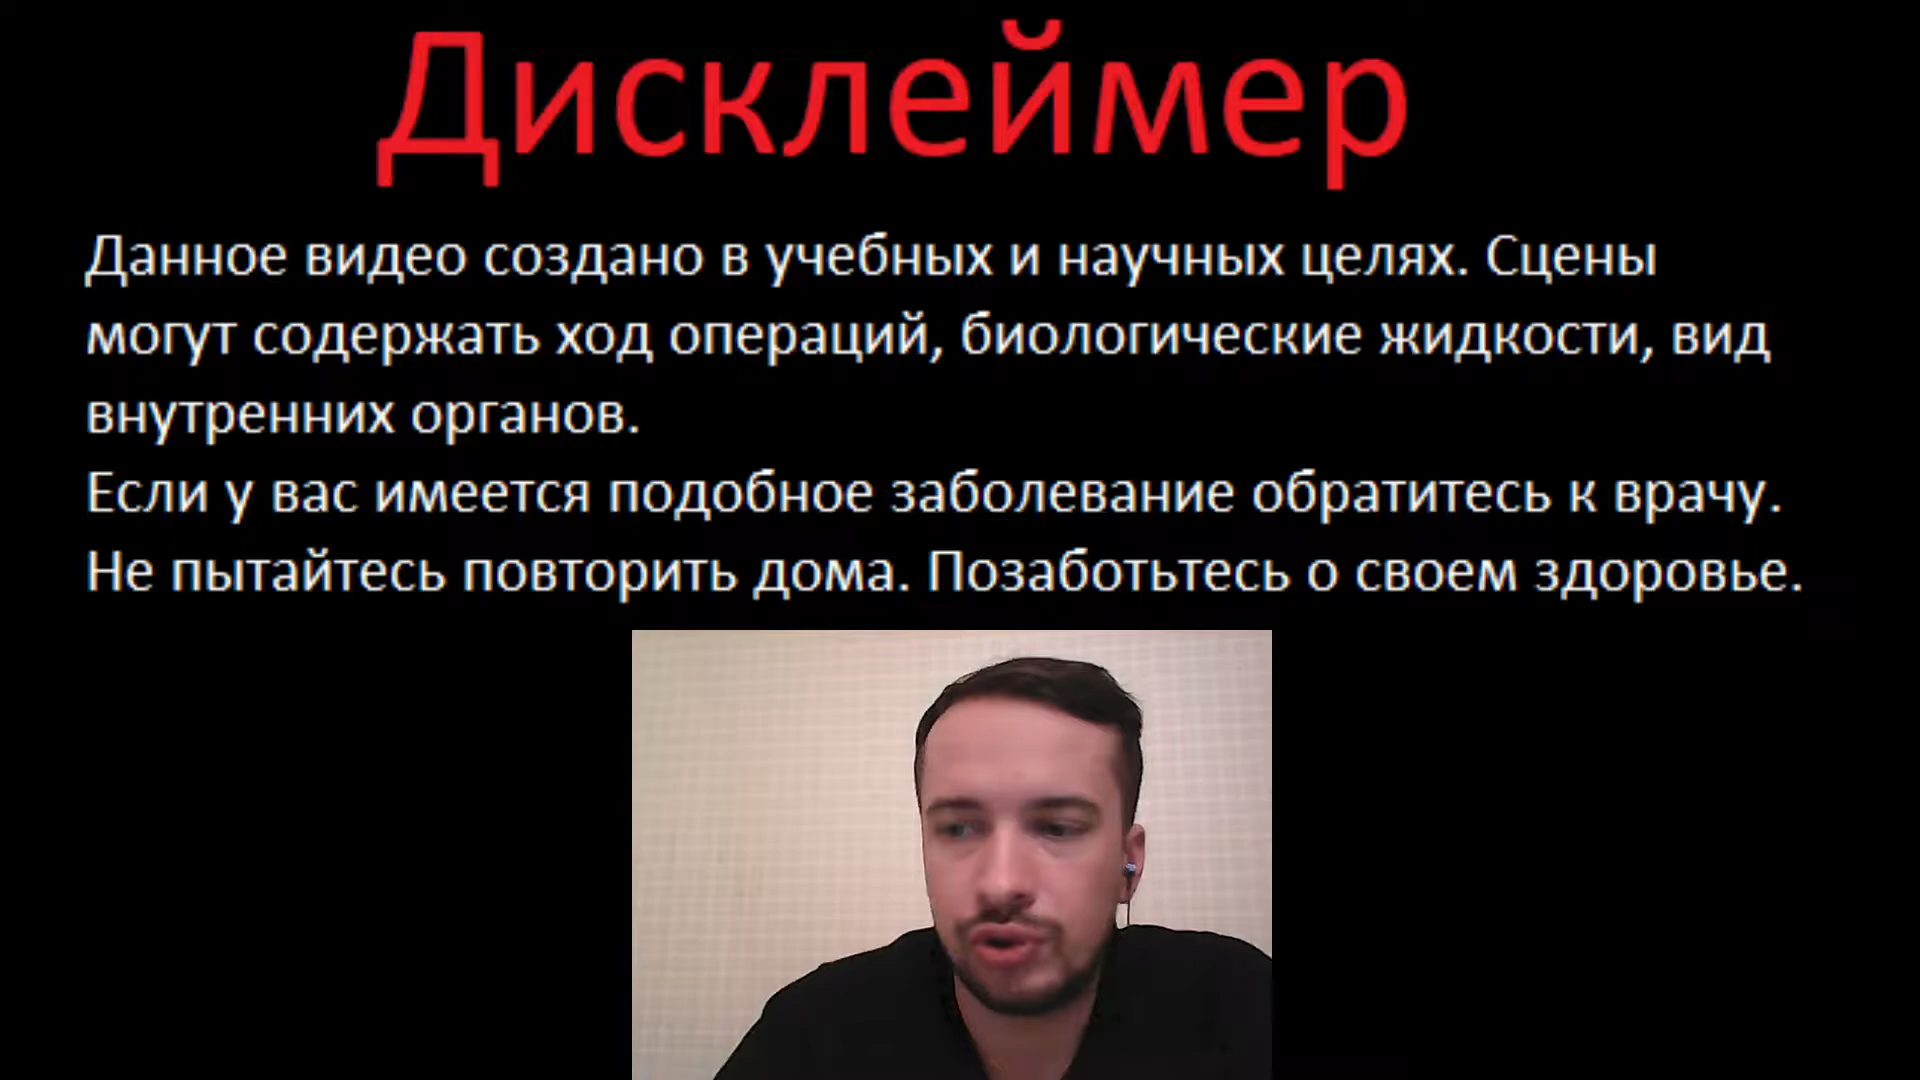 Дисклеймер
Данное видео создано в учебных и научных целях. Сцены
могут содержать ход операций, биологические жидкости, вид
внутренних органов.
Если у вас имеется подобное заболевание обратитесь к врачу.
Не пытайтесь повторить дома. Позаботьтесь о своем здоровье.